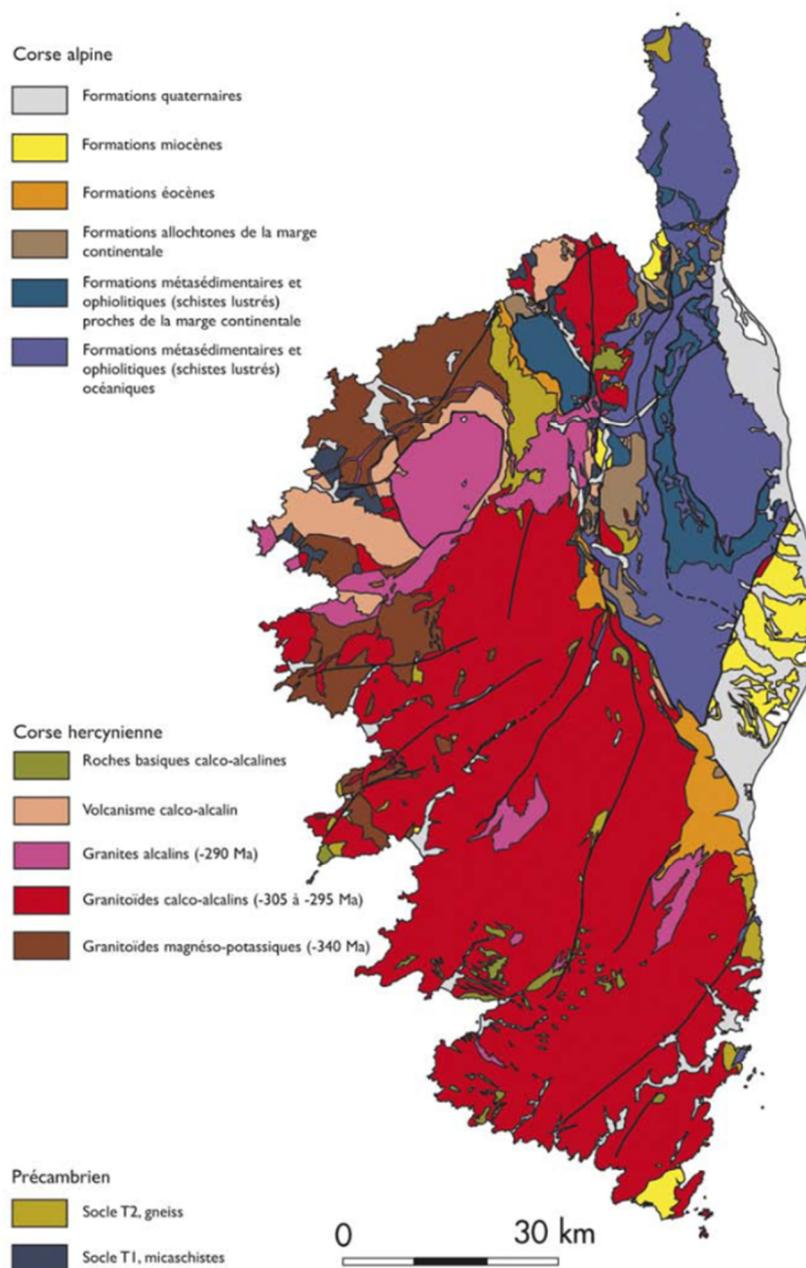 Corse alpine
Formations quaternaires
Formations miocènes
Formations éocènes
Formations allochtones de la marge
continentale
Formations métasédimentaires et
ophiolitiques (schistes lustrés)
proches de la marge continentale
Formations métasédimentaires et
ophiolitiques (schistes lustrés)
océaniques
Corse hercynienne
Roches basiques calco-alcalines
Volcanisme calco-alcalin
Granites alcalins (-290 Ma)
Granitoïdes calco-alcalins (-305 à -295 Ma)
Granitoïdes magnéso-potassiques (-340 Ma)
Précambrien
Socle T2, gneiss
Socle T1, micaschistes
0 30 km